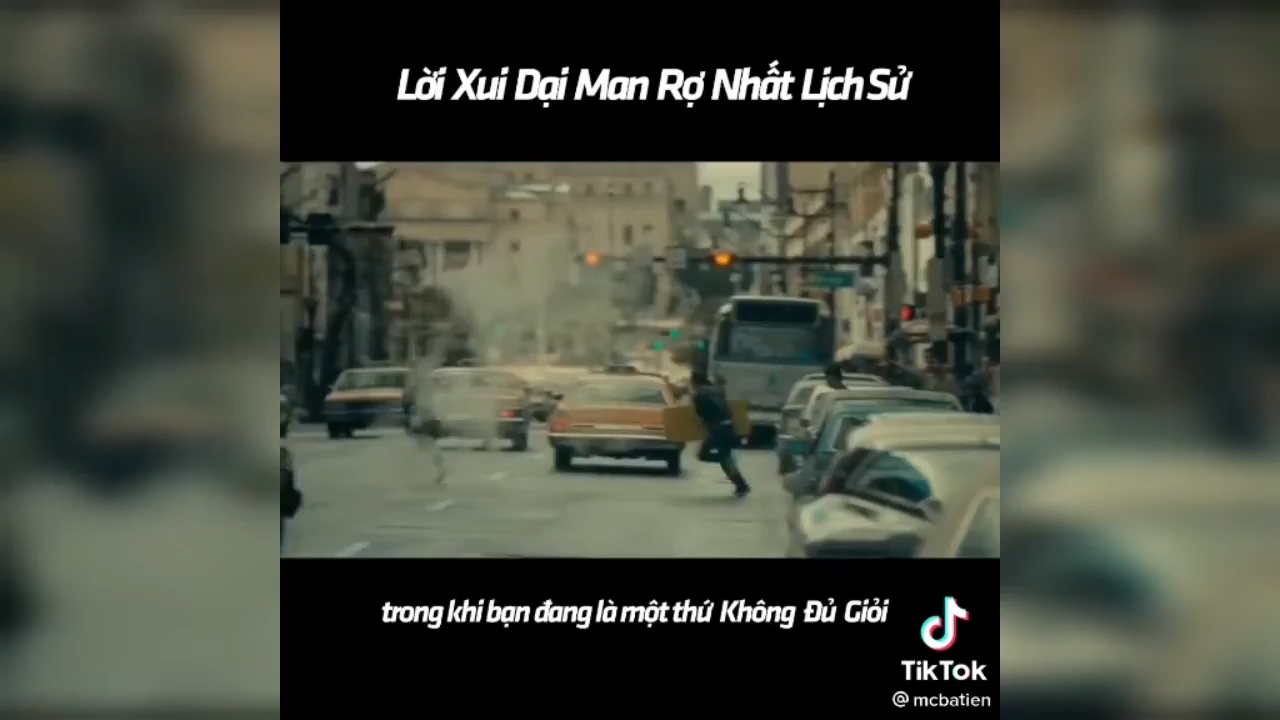 Lời Xui Dại Man Rợ Nhất Lịch Sử
trong khi bạn đang là một thứ Không Đủ Giỏi
TikTok
@mcbatien